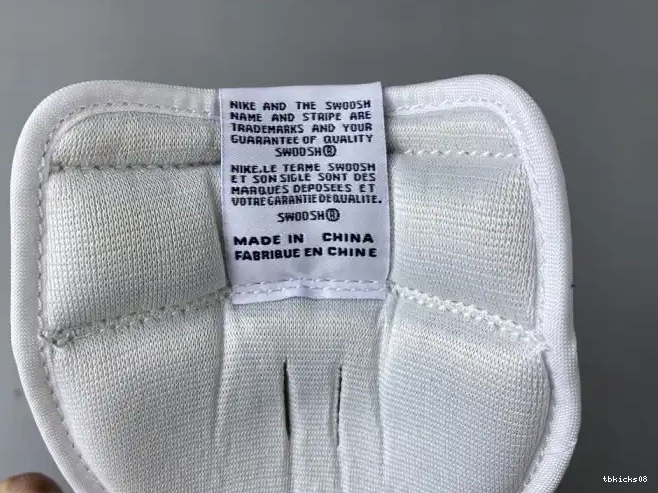 NIKE AND THE SWOOSH
NAME AND STRIPE ARE
TRADEMARKS AND YOUR
GUARANTEE OF QUALITY
SWOOSH®
NIKE,LE TERME SWOOSH
ET SON SIGLE SONT DES
MARQUES DEPOSEES ET
VOTRE GARANTIE DE QUALITE.
SWOOSH®
MADE IN CHINA
FABRIQUE EN CHINE
tbkicks08